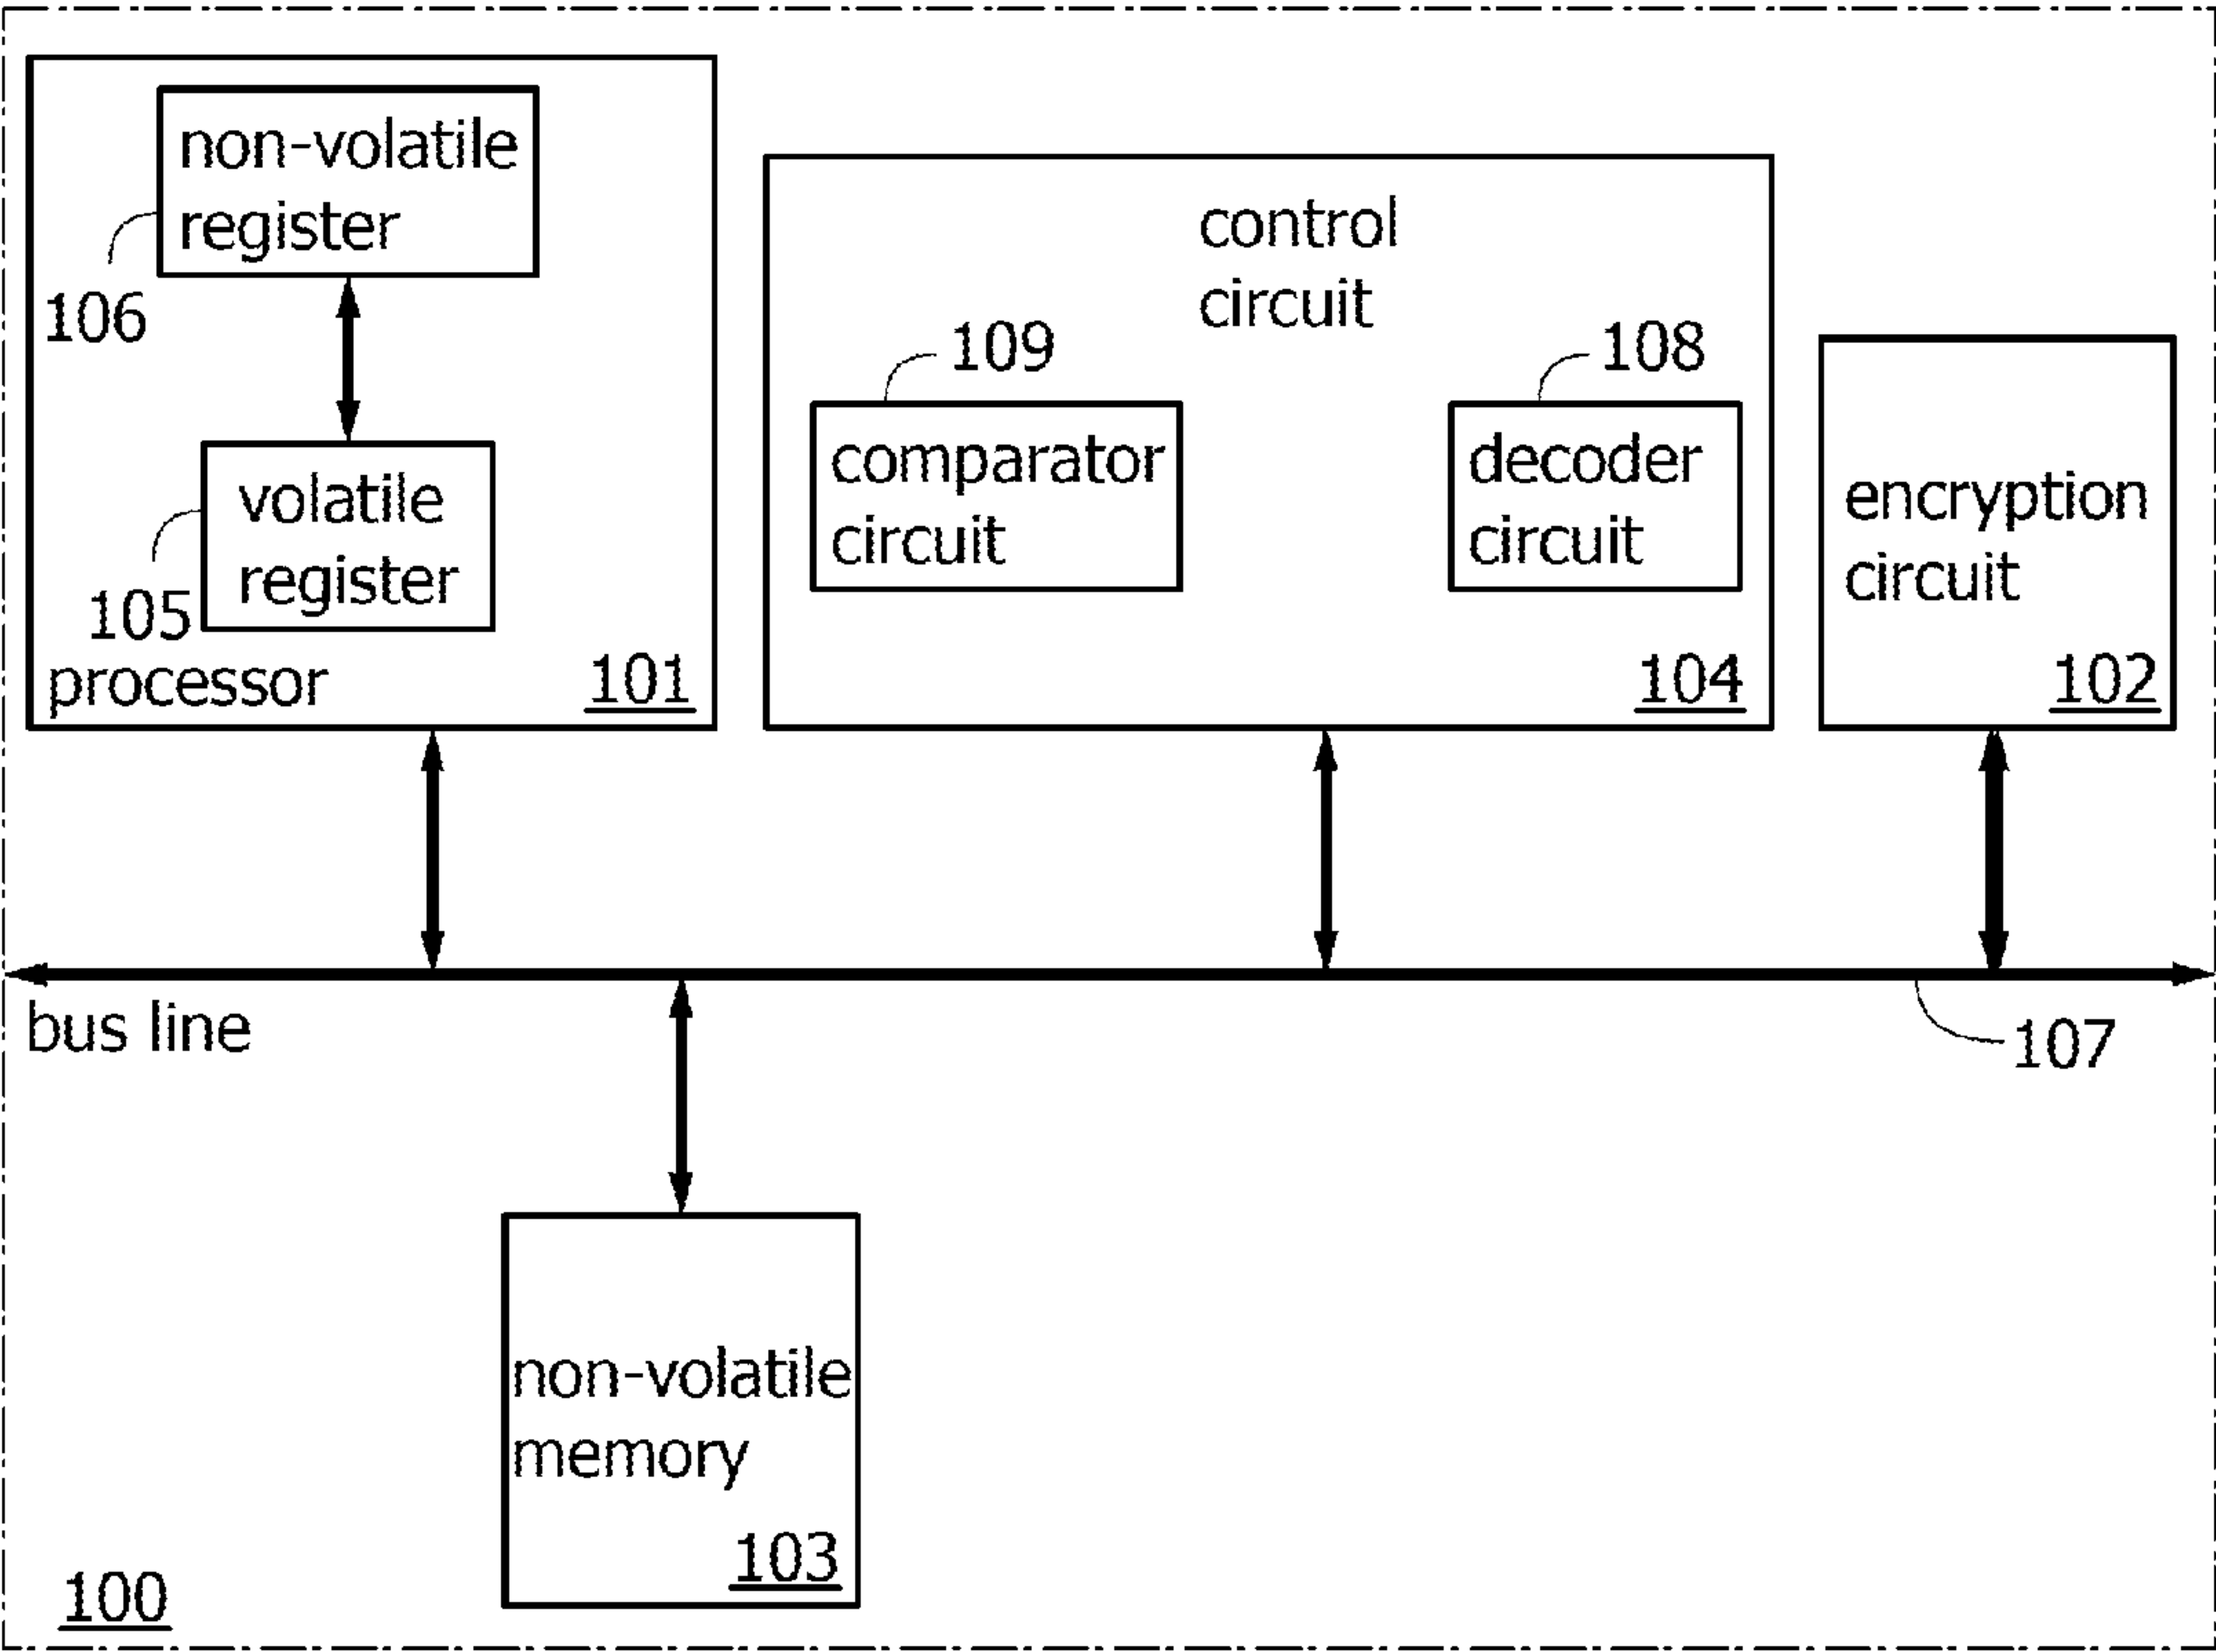 non-volatile
register
106
volatile
register
105
processor
101
control
circuit
109
108
comparator
circuit
decoder
circuit
104
encryption
circuit
102
bus line
107
non-volatile
memory
103
100